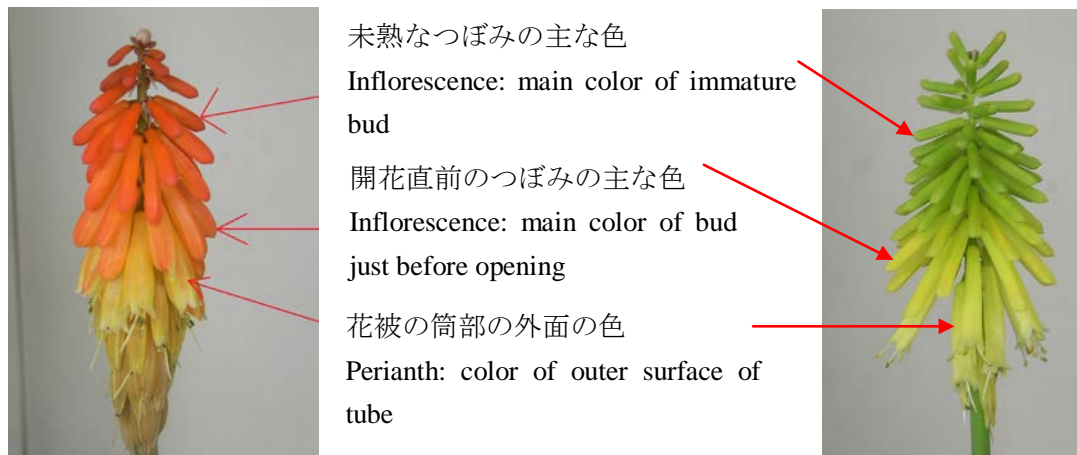 未熟なつぼみの主な色
Inflorescence: main color of immature
bud
開花直前のつぼみの主な色
Inflorescence: main color of bud
just before opening
花被の筒部の外面の色
Perianth: color of outer surface of
tube